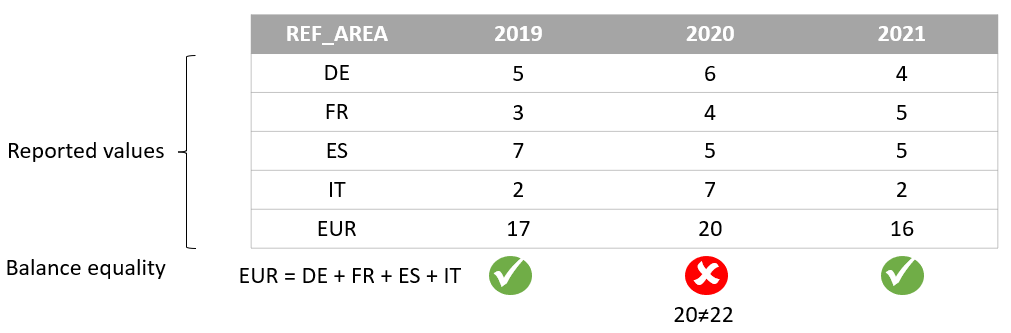 REF_AREA 2019 2020 2021
DE 5 6 4
FR 3 4 5
Reported values
ES 7 5 5
IT 2 7 2
EUR 17 20 16
Balance equality
EUR = DE + FR + ES + IT
20≠22